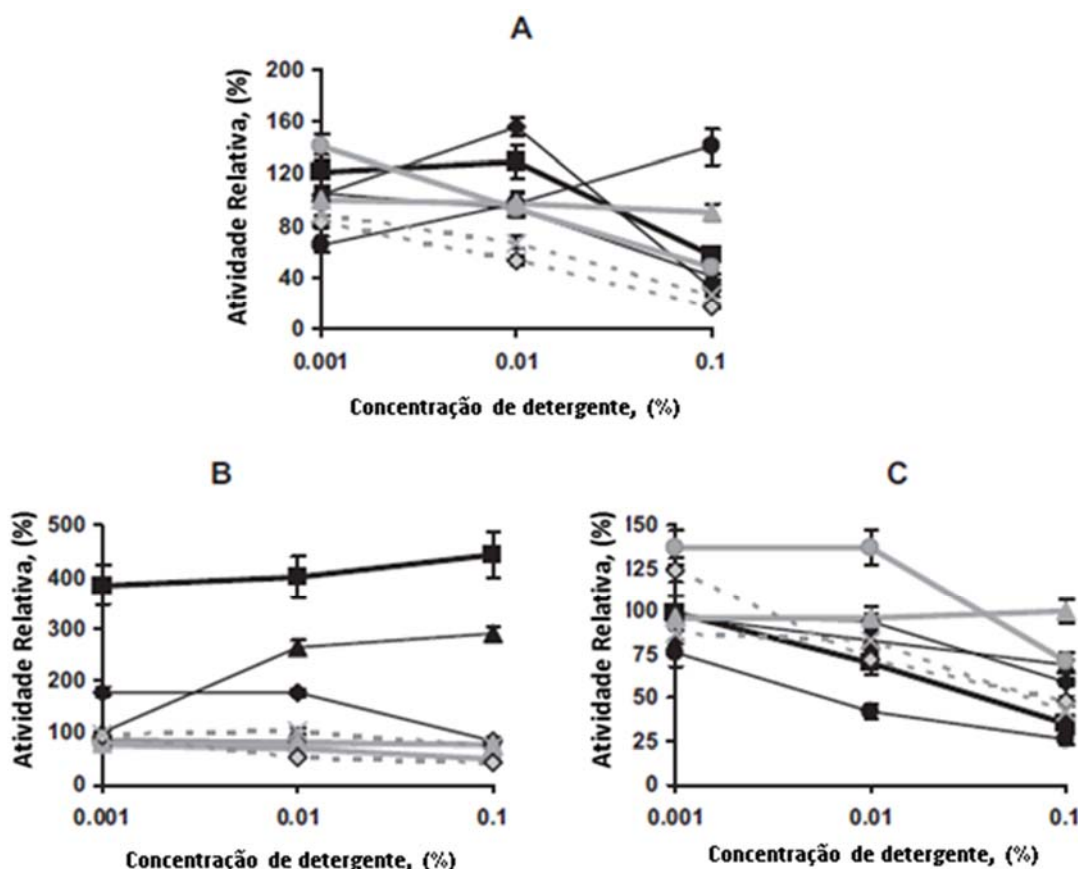 A
Atividade Relativa, (%)
200
160
120
80
40
0
0.001 0.01 0.1
Concentração de detergente, (%)
B
Atividade Relativa, (%)
500
400
300
200
100
0
0.001 0.01 0.1
Concentração de detergente, (%)
C
Atividade Relativa, (%)
150
125
100
75
50
25
0
0.001 0.01 0.1
Concentração de detergente, (%)